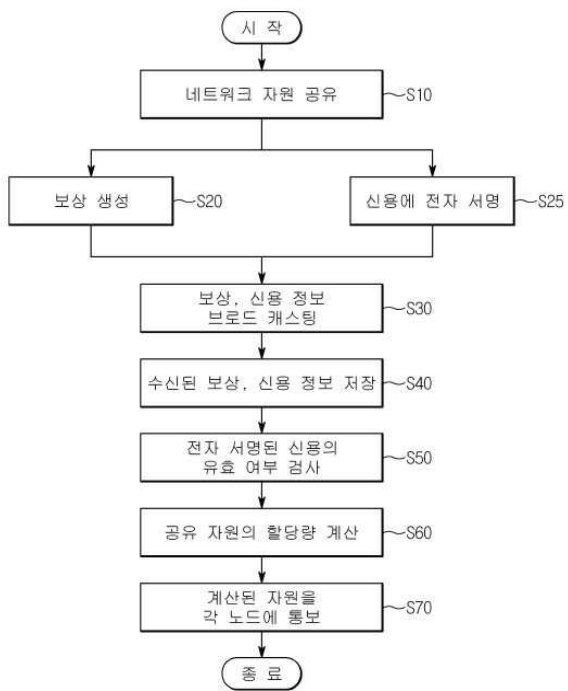 시 작
네트워크 자원 공유
S10
보상 생성
S20
신용에 전자 서명
S25
보상, 신용 정보
브로드 캐스팅
S30
수신된 보상, 신용 정보 저장
S40
전자 서명된 신용의
유효 여부 검사
S50
공유 자원의 할당량 계산
S60
계산된 자원을
각 노드에 통보
S70
종 료